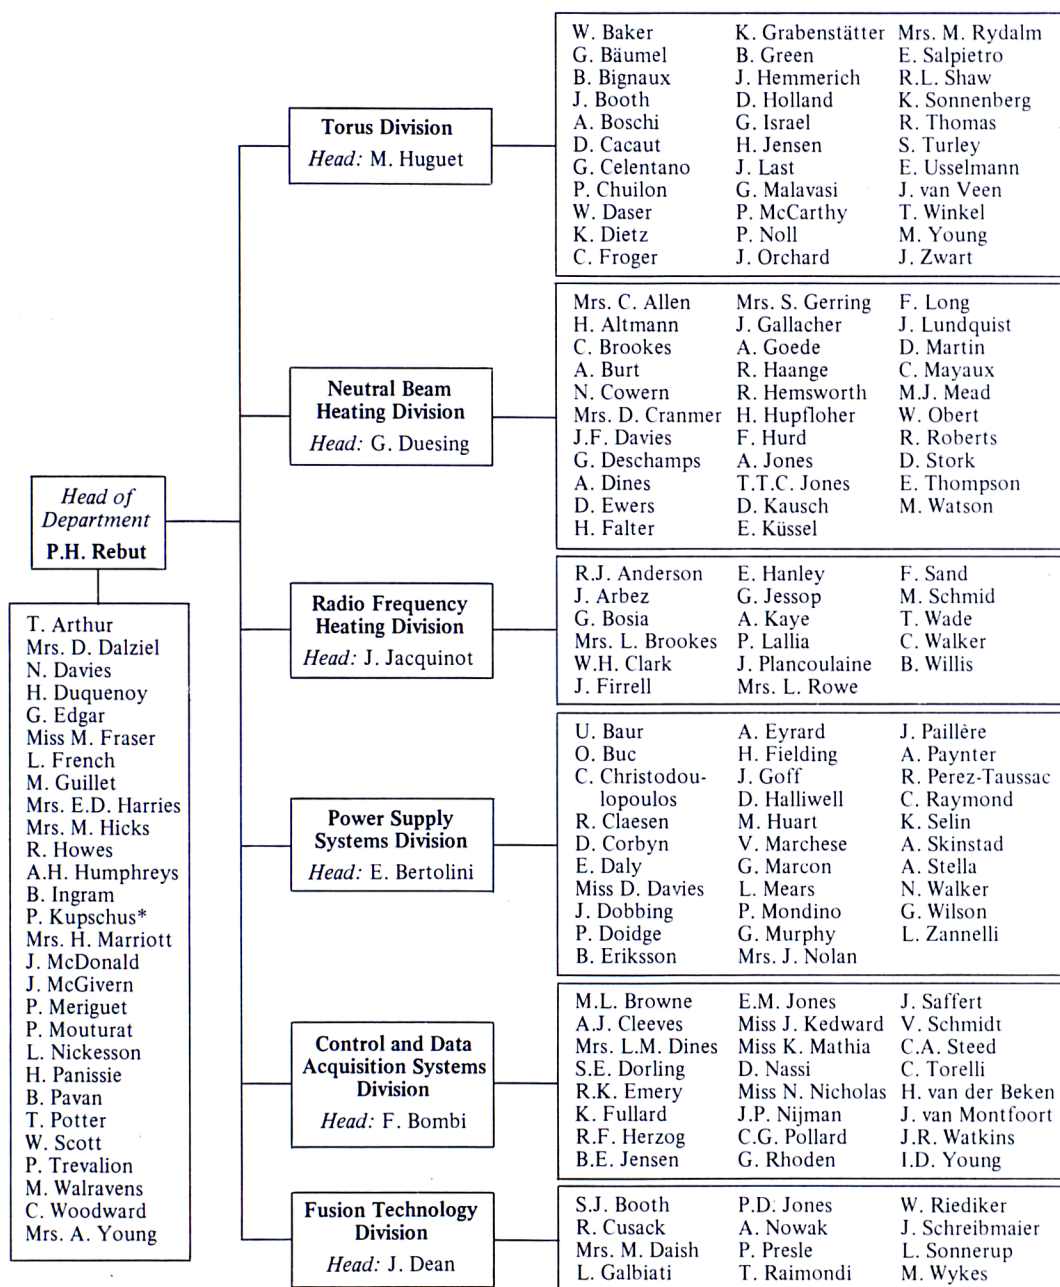 Head of
Department
P.H. Rebut
T. Arthur
Mrs. D. Dalziel
N. Davies
H. Duquenoy
G. Edgar
Miss M. Fraser
L. French
M. Guillet
Mrs. E.D. Harries
Mrs. M. Hicks
R. Howes
A.H. Humphreys
B. Ingram
P. Kupschus*
Mrs. H. Marriott
J. McDonald
J. McGivern
P. Meriguet
P. Mouturat
L. Nickesson
H. Panissie
B. Pavan
T. Potter
W. Scott
P. Trevalion
M. Walravens
C. Woodward
Mrs. A. Young
Torus Division
Head: M. Huguet
W. Baker
G. Bäumel
B. Bignaux
J. Booth
A. Boschi
D. Cacaut
G. Celentano
P. Chuilon
W. Daser
K. Dietz
C. Froger
K. Grabenstätter
B. Green
J. Hemmerich
D. Holland
G. Israel
H. Jensen
J. Last
G. Malavasi
P. McCarthy
P. Noll
J. Orchard
Mrs. M. Rydalm
E. Salpietro
R.L. Shaw
K. Sonnenberg
R. Thomas
S. Turley
E. Usselmann
J. van Veen
T. Winkel
M. Young
J. Zwart
Neutral Beam
Heating Division
Head: G. Duesing
Mrs. C. Allen
H. Altmann
C. Brookes
A. Burt
N. Cowern
Mrs. D. Cranmer
J.F. Davies
G. Deschamps
A. Dines
D. Ewers
H. Falter
Mrs. S. Gerring
J. Gallacher
A. Goede
R. Haange
R. Hemsworth
H. Hupfloher
F. Hurd
A. Jones
T.T.C. Jones
D. Kausch
E. Küssel
F. Long
J. Lundquist
D. Martin
C. Mayaux
M.J. Mead
W. Obert
R. Roberts
D. Stork
E. Thompson
M. Watson
Radio Frequency
Heating Division
Head: J. Jacquinot
R.J. Anderson
J. Arbez
G. Bosia
Mrs. L. Brookes
W.H. Clark
J. Firrell
E. Hanley
G. Jessop
A. Kaye
P. Lallia
J. Plancoulaine
Mrs. L. Rowe
F. Sand
M. Schmid
T. Wade
C. Walker
B. Willis
Power Supply
Systems Division
Head: E. Bertolini
U. Baur
O. Buc
C. Christodou-
lopoulos
R. Claesen
D. Corbyn
E. Daly
Miss D. Davies
J. Dobbing
P. Doidge
B. Eriksson
A. Eyrard
H. Fielding
J. Goff
D. Halliwell
M. Huart
V. Marchese
G. Marcon
L. Mears
P. Mondino
G. Murphy
Mrs. J. Nolan
J. Paillère
A. Paynter
R. Perez-Taussac
C. Raymond
K. Selin
A. Skinstad
A. Stella
N. Walker
G. Wilson
L. Zannelli
Control and Data
Acquisition Systems
Division
Head: F. Bombi
M.L. Browne
A.J. Cleeves
Mrs. L.M. Dines
S.E. Dorling
R.K. Emery
K. Fullard
R.F. Herzog
B.E. Jensen
E.M. Jones
Miss J. Kedward
Miss K. Mathia
D. Nassi
Miss N. Nicholas
J.P. Nijman
C.G. Pollard
G. Rhoden
J. Saffert
V. Schmidt
C.A. Steed
C. Torelli
H. van der Beken
J. van Montfoort
J.R. Watkins
I.D. Young
Fusion Technology
Division
Head: J. Dean
S.J. Booth
R. Cusack
Mrs. M. Daish
L. Galbiati
P.D. Jones
A. Nowak
P. Presle
T. Raimondi
W. Riediker
J. Schreibmaier
L. Sonnerup
M. Wykes